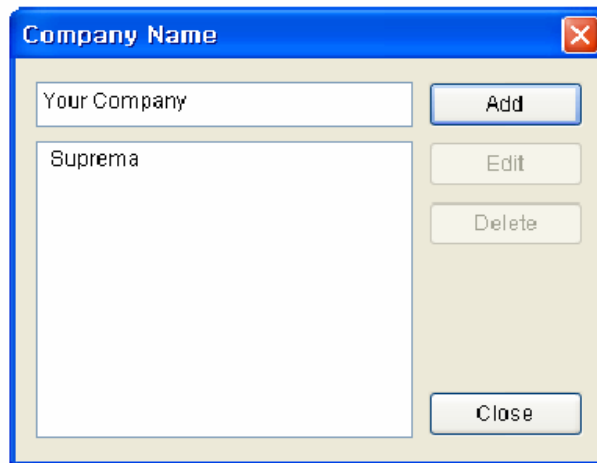 Company Name
Your Company
Add
Suprema
Edit
Delete
Close